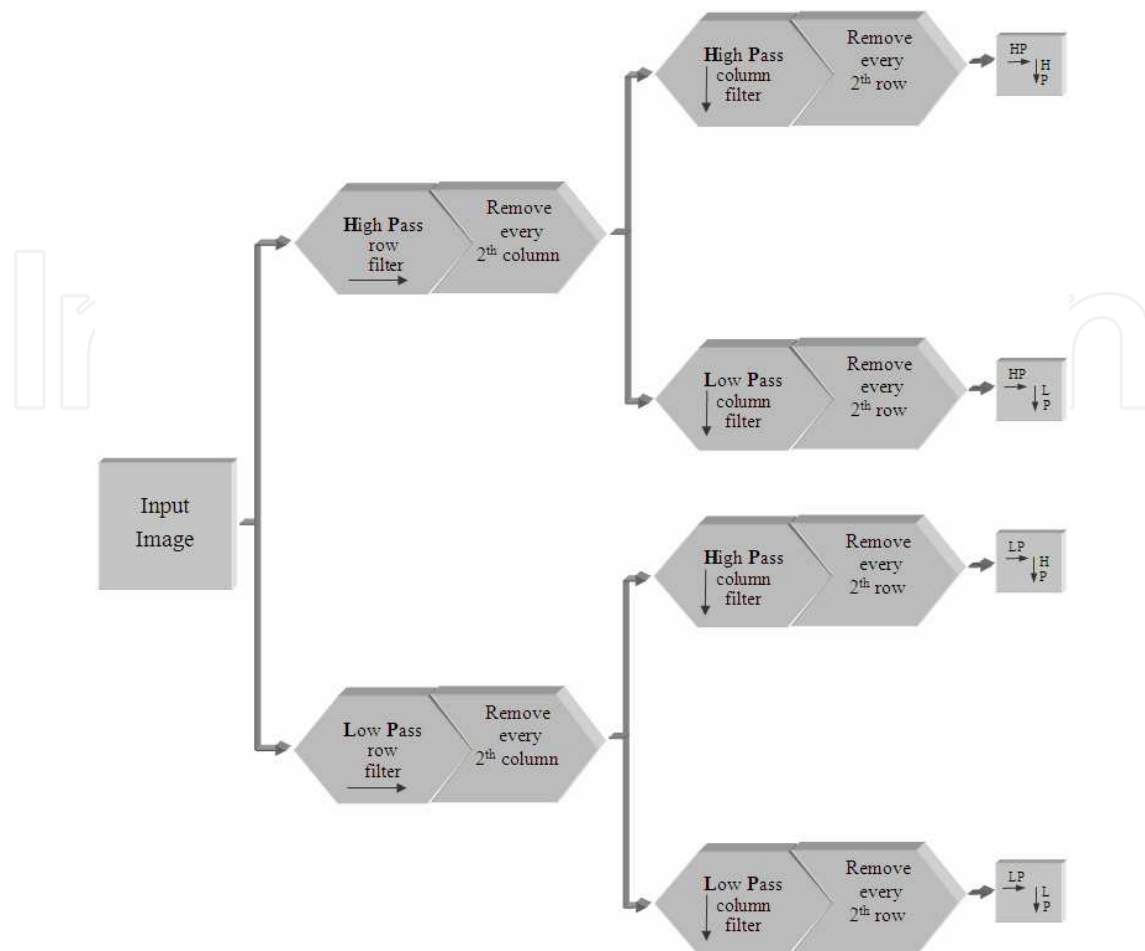 High Pass
column
filter
Remove
every
2th row
HP
H
P
High Pass
row
filter
Remove
every
2th column
Low Pass
column
filter
Remove
every
2th row
HP
L
P
Input
Image
High Pass
column
filter
Remove
every
2th row
LP
H
P
Low Pass
row
filter
Remove
every
2th column
Low Pass
column
filter
Remove
every
2th row
LP
L
P